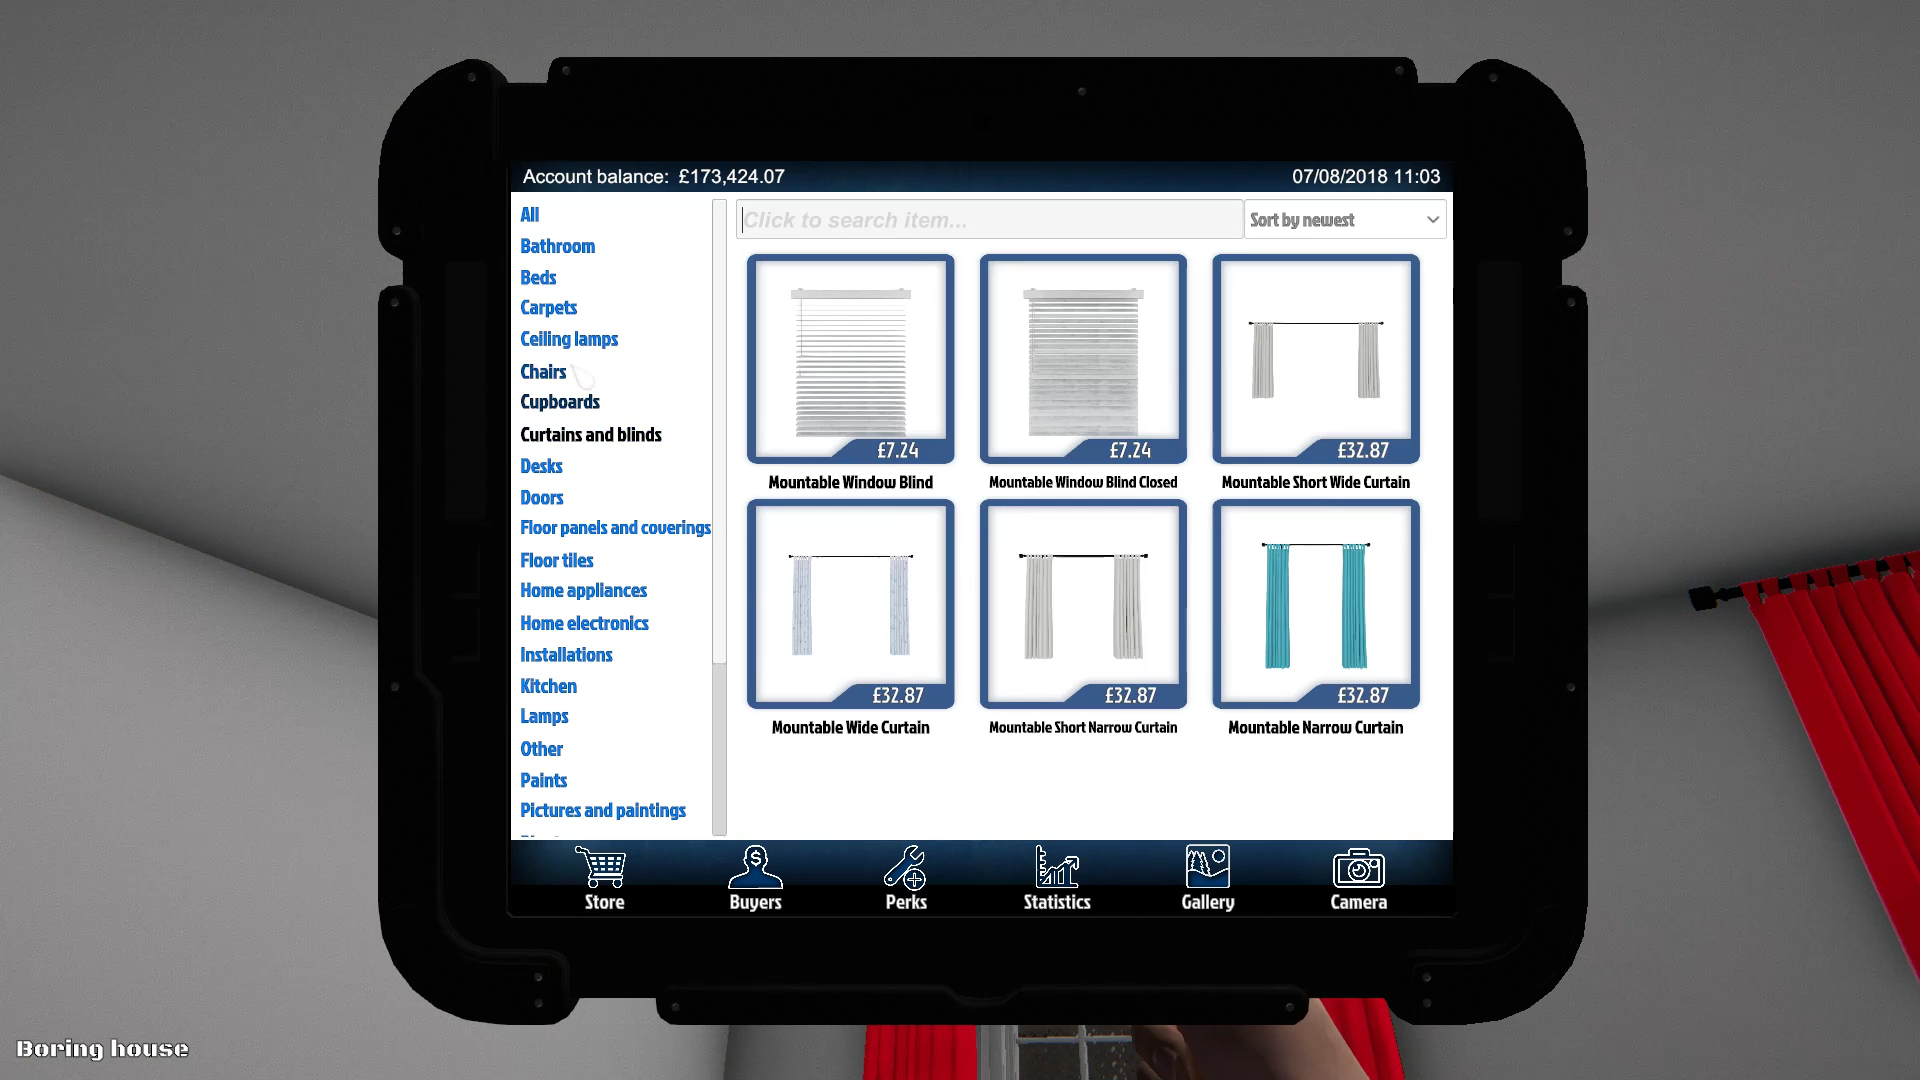 Account balance: £173,424.07
07/08/2018 11:03
All
Bathroom
Beds
Carpets
Ceiling lamps
Chairs
Cupboards
Curtains and blinds
Desks
Doors
Floor panels and coverings
Floor tiles
Home appliances
Home electronics
Installations
Kitchen
Lamps
Other
Paints
Pictures and paintings
Click to search item...
Sort by newest
£7.24
£7.24
£32.87
Mountable Window Blind
Mountable Window Blind Closed
Mountable Short Wide Curtain
£32.87
£32.87
£32.87
Mountable Wide Curtain
Mountable Short Narrow Curtain
Mountable Narrow Curtain
Store
Buyers
Perks
Statistics
Gallery
Camera
Boring house